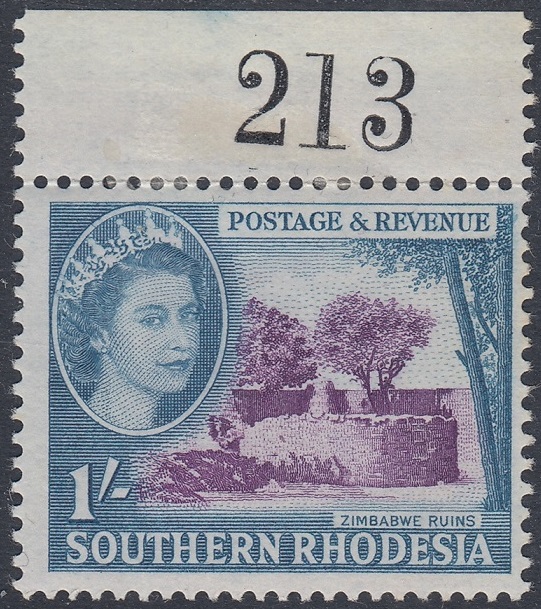 213
POSTAGE & REVENUE
1/-
ZIMBABWE RUINS
SOUTHERN RHODESIA